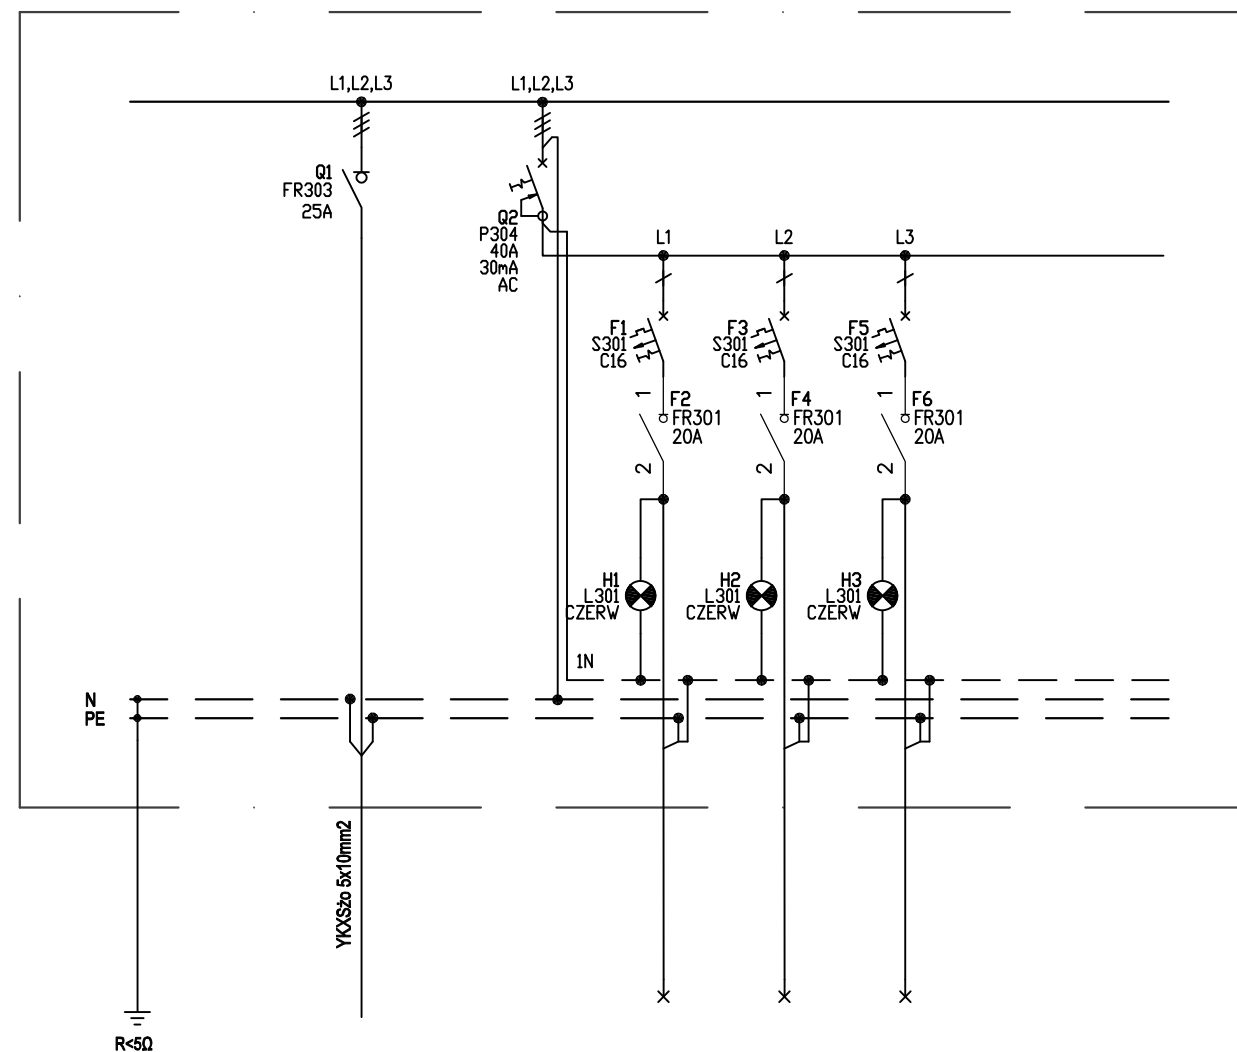 L1,L2,L3
L1,L2,L3
Q1
FR303
25A
Q2
P304
40A
30mA
AC
L1
L2
L3
F1
S301
C16
F3
S301
C16
F5
S301
C16
1
F2
FR301
20A
2
1
F4
FR301
20A
2
1
F6
FR301
20A
2
H1
L301
CZERW
H2
L301
CZERW
H3
L301
CZERW
1N
N
PE
YKXSżo 5x10mm2
R<5Ω